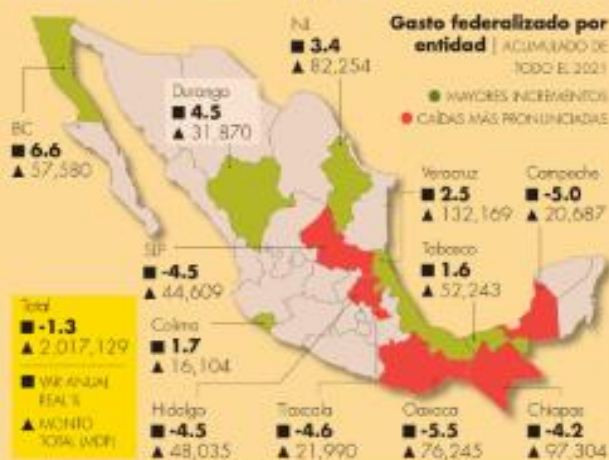 Gasto federalizado por
entidad | ACUMULADO DE
TODO EL 2021
● MAYORES INCREMENTOS
● CAÍDAS MÁS PRONUNCIADAS
NL
■ 3.4
▲ 82,254
Durango
■ 4.5
▲ 31,870
BC
■ 6.6
▲ 57,580
Veracruz
■ 2.5
▲ 132,169
Campeche
■ -5.0
▲ 20,687
Tabasco
■ 1.6
▲ 52,243
SLP
■ -4.5
▲ 44,609
Colima
■ 1.7
▲ 16,104
Total
■ -1.3
▲ 2,017,129
■ VAR ANUAL
REAL %
▲ MONTO
TOTAL (MDP)
Hidalgo
■ -4.5
▲ 48,035
Tlaxcala
■ -4.6
▲ 21,990
Oaxaca
■ -5.5
▲ 76,245
Chiapas
■ -4.2
▲ 97,304